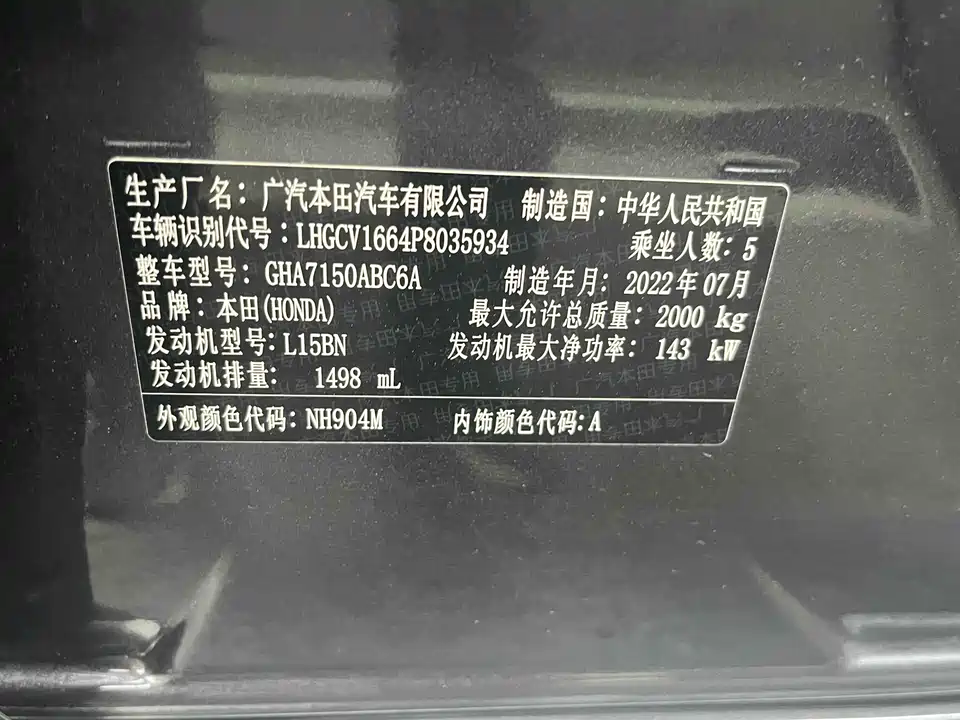 生产厂名：广汽本田汽车有限公司 制造国：中华人民共和国
车辆识别代号：LHGCV1664P8035934 乘坐人数：5
整车型号：GHA7150ABC6A 制造年月：2022年07月
品牌：本田(HONDA) 最大允许总质量：2000 kg
发动机型号：L15BN 发动机最大净功率：143 kW
发动机排量： 1498 mL
外观颜色代码：NH904M 内饰颜色代码：A